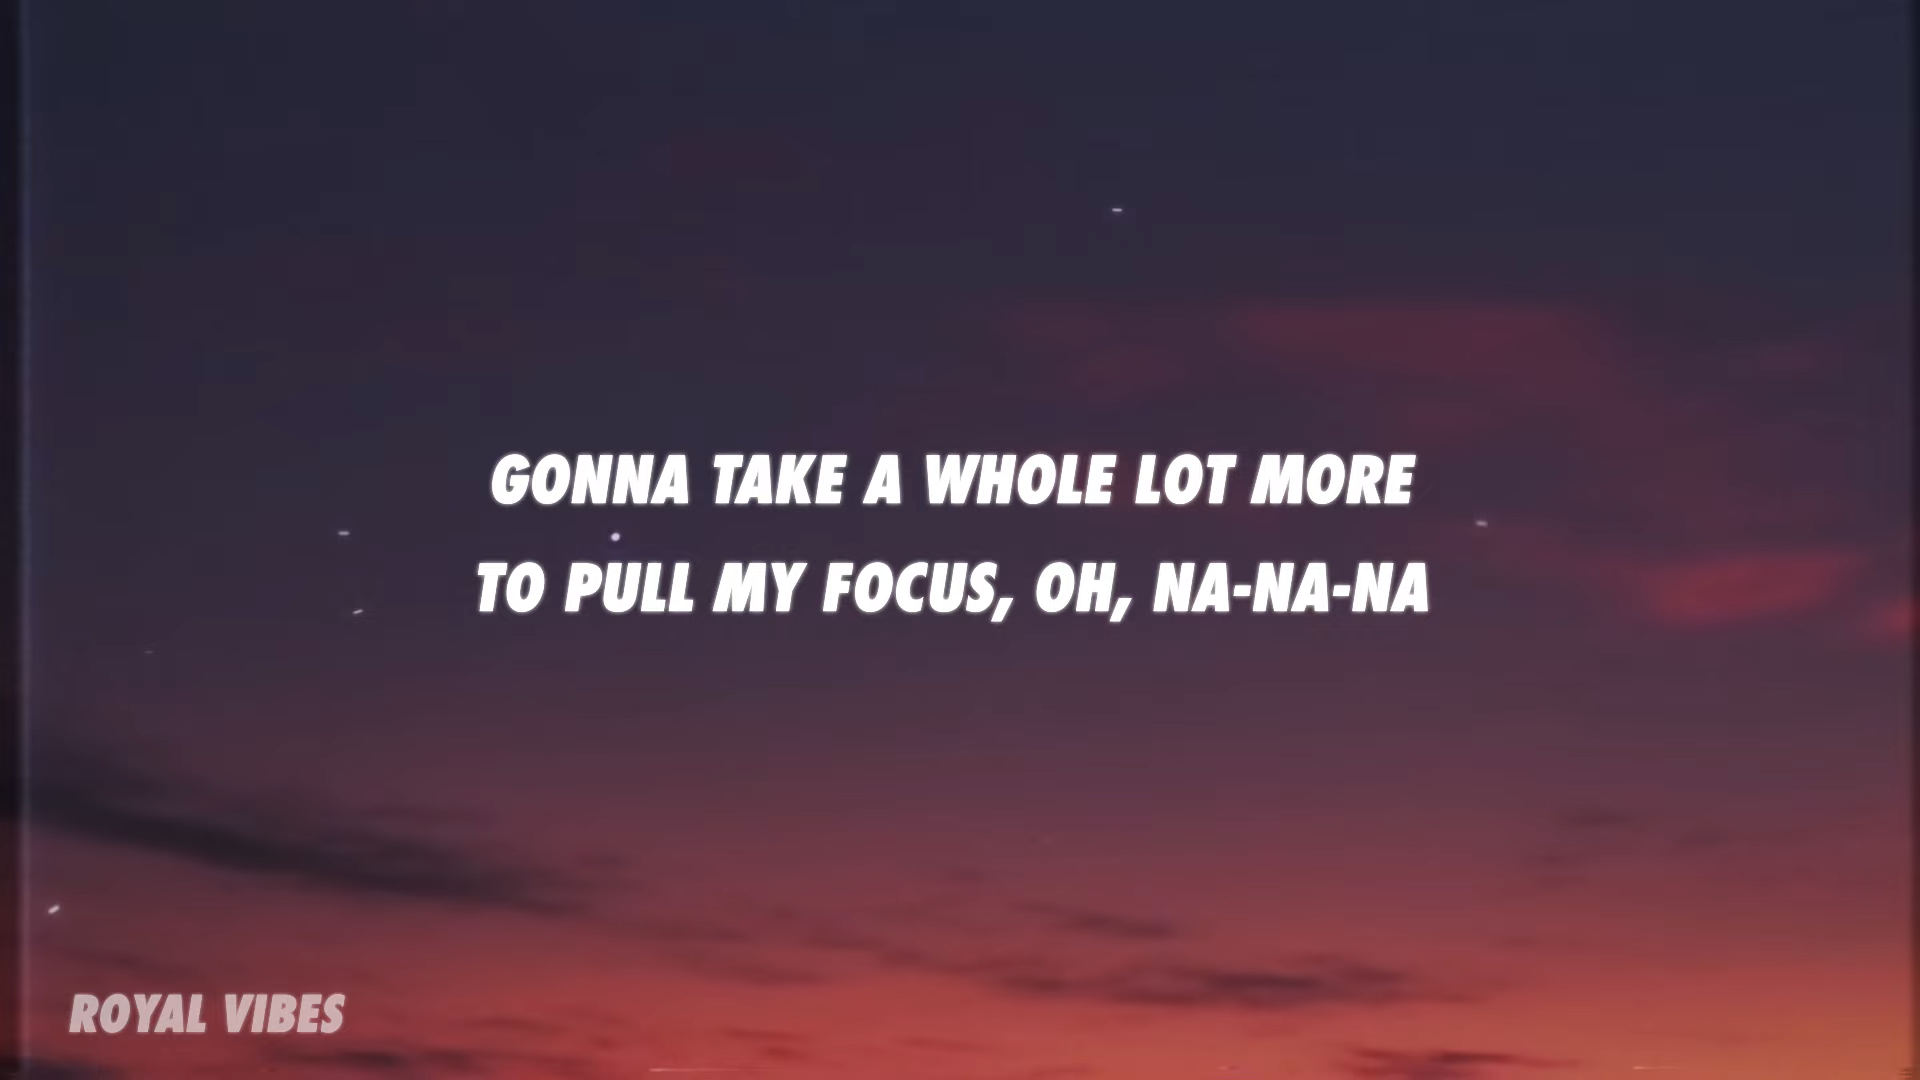 GONNA TAKE A WHOLE LOT MORE
TO PULL MY FOCUS, OH, NA-NA-NA
ROYAL VIBES